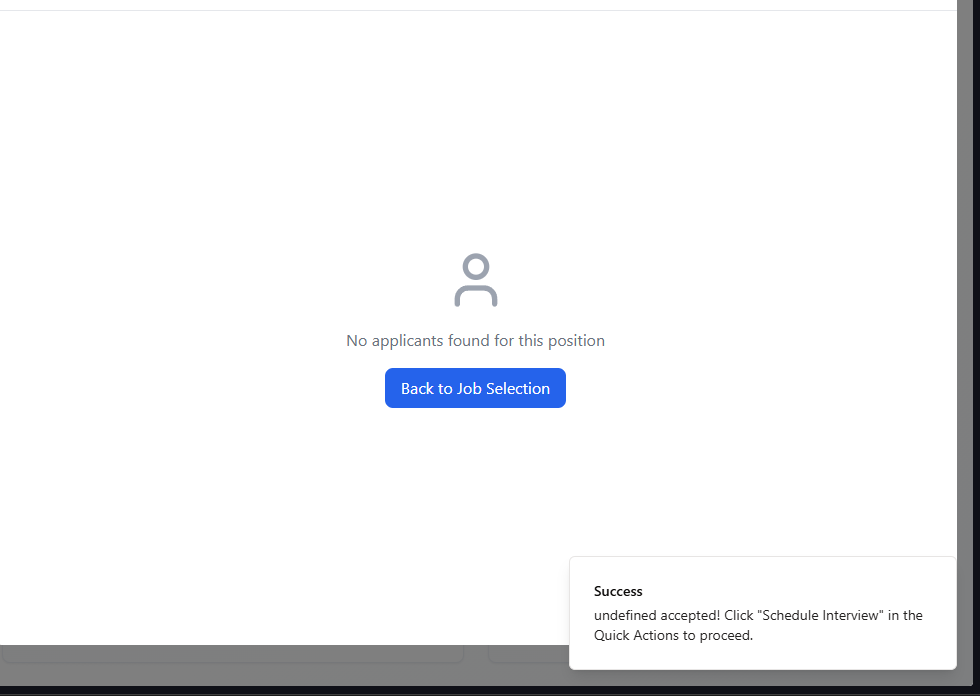 No applicants found for this position
Back to Job Selection
Success
undefined accepted! Click "Schedule Interview" in the
Quick Actions to proceed.